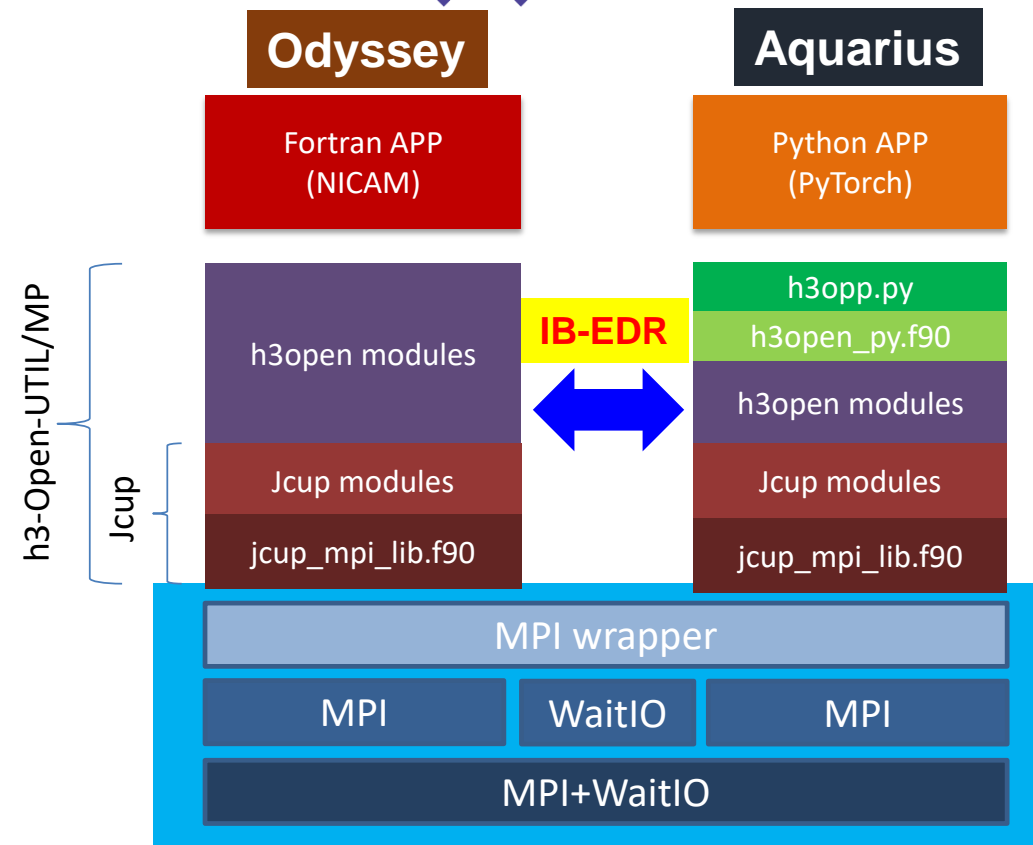 Odyssey
Aquarius
Fortran APP
(NICAM)
Python APP
(PyTorch)
h3-Open-UTIL/MP
Jcup
h3open modules
Jcup modules
jcup_mpi_lib.f90
IB-EDR
h3opp.py
h3open_py.f90
h3open modules
Jcup modules
jcup_mpi_lib.f90
MPI wrapper
MPI
WaitIO
MPI
MPI+WaitIO